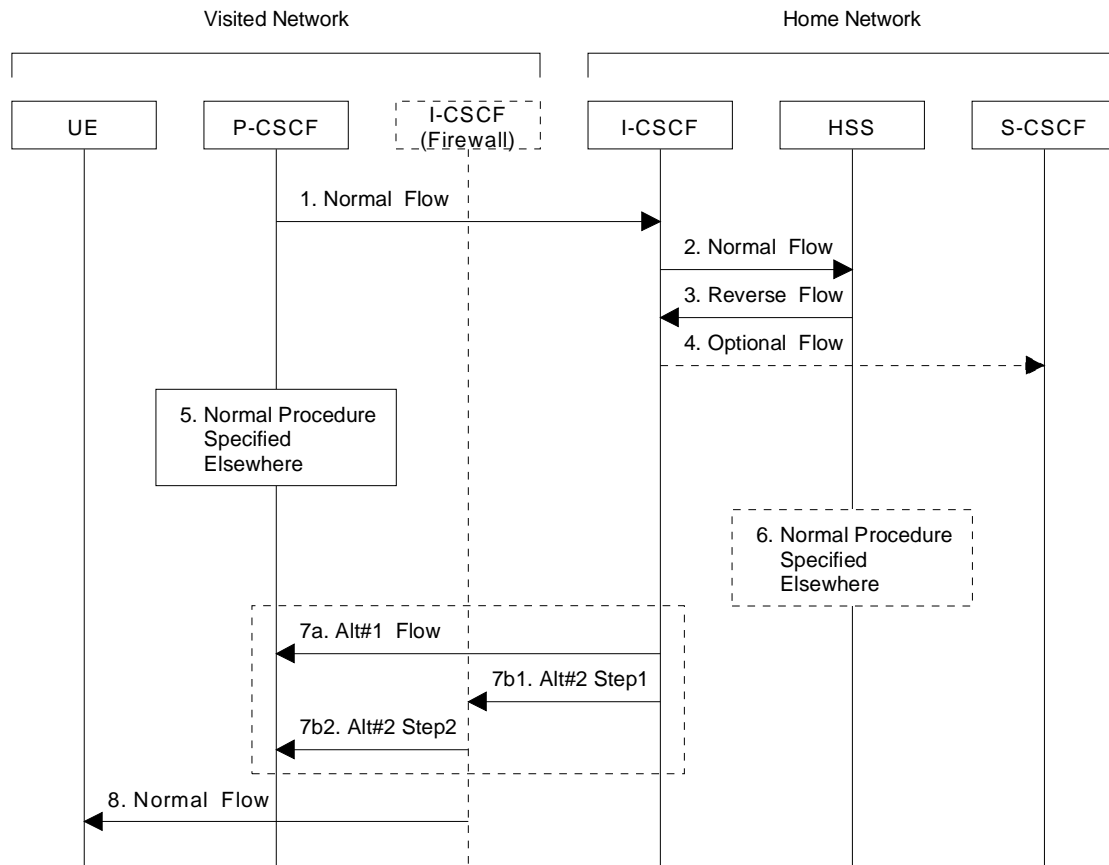 Visited Network
Home Network
UE
P-CSCF
I-CSCF
(Firewall)
I-CSCF
HSS
S-CSCF
1. Normal Flow
2. Normal Flow
3. Reverse Flow
4. Optional Flow
5. Normal Procedure
Specified
Elsewhere
6. Normal Procedure
Specified
Elsewhere
7a. Alt#1 Flow
7b1. Alt#2 Step1
7b2. Alt#2 Step2
8. Normal Flow